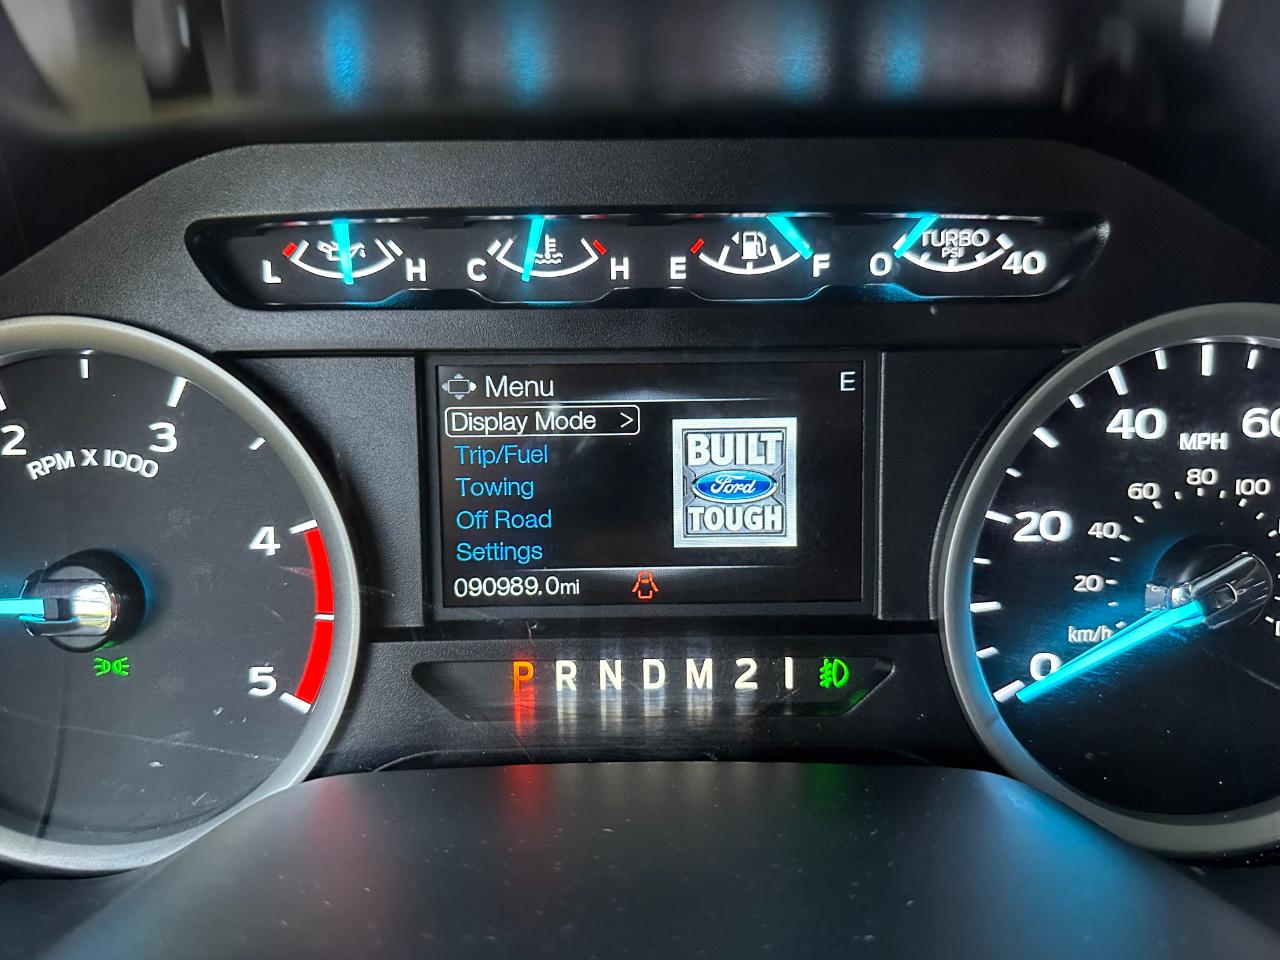 L H C H E F 0 TURBO PSI 40
Menu E
Display Mode >
Trip/Fuel
Towing
Off Road
Settings
090989.0mi
BUILT
Ford
TOUGH
2 3 4 5
RPM X 1000
P R N D M 2 1
0 20 40 60
MPH
20 40 60 80 100
km/h